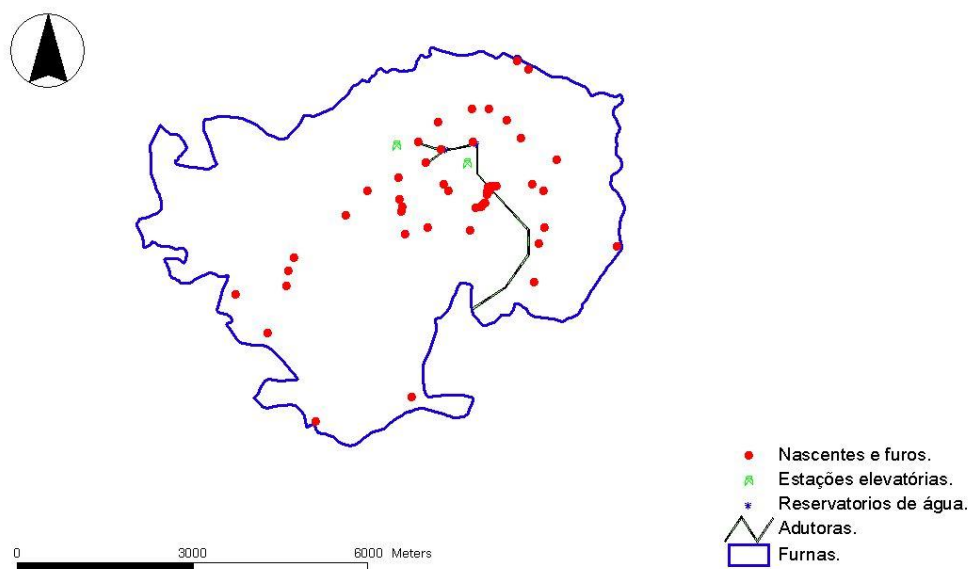 Nascentes e furos.
Estações elevatórias.
Reservatorios de água.
Adutoras.
Furnas.
0 3000 6000 Meters